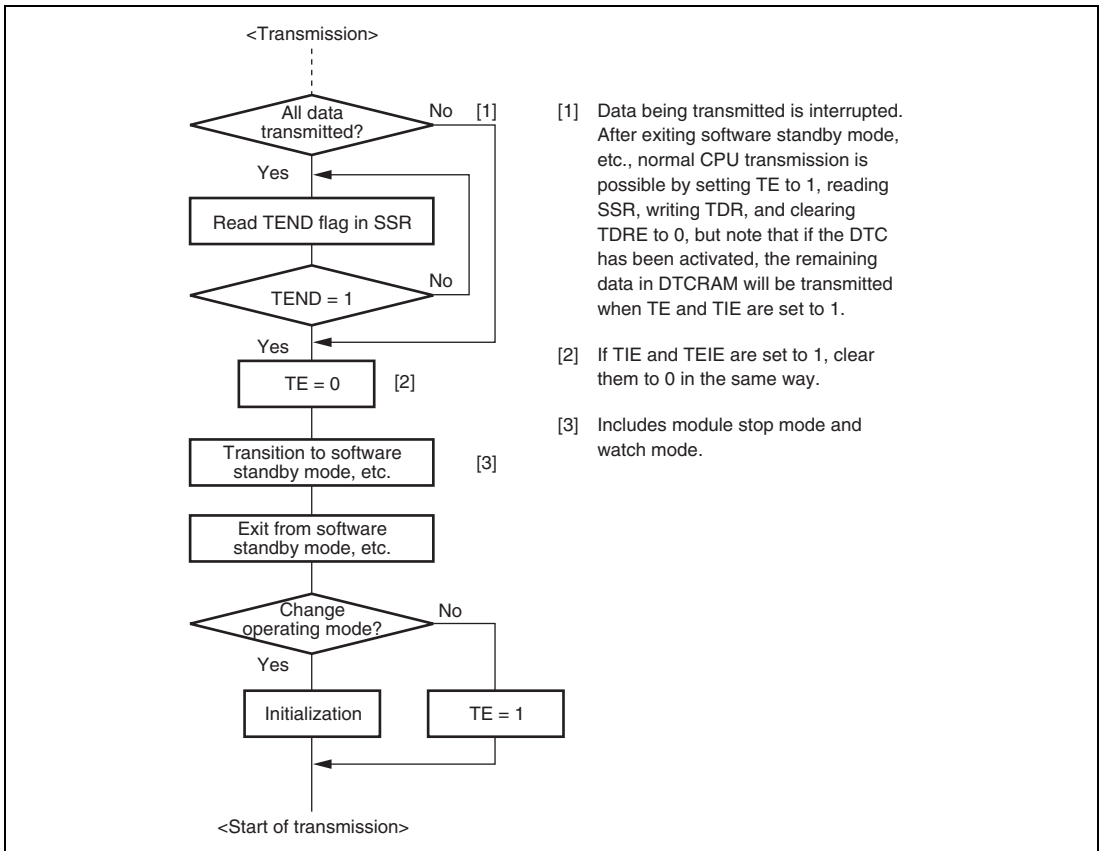 <Transmission>
All data
transmitted?
No [1]
Yes
Read TEND flag in SSR
TEND = 1
No
Yes
TE = 0
[2]
Transition to software
standby mode, etc.
[3]
Exit from software
standby mode, etc.
Change
operating mode?
No
Yes
Initialization
TE = 1
<Start of transmission>
[1] Data being transmitted is interrupted.
After exiting software standby mode,
etc., normal CPU transmission is
possible by setting TE to 1, reading
SSR, writing TDR, and clearing
TDRE to 0, but note that if the DTC
has been activated, the remaining
data in DTCRAM will be transmitted
when TE and TIE are set to 1.
[2] If TIE and TEIE are set to 1, clear
them to 0 in the same way.
[3] Includes module stop mode and
watch mode.